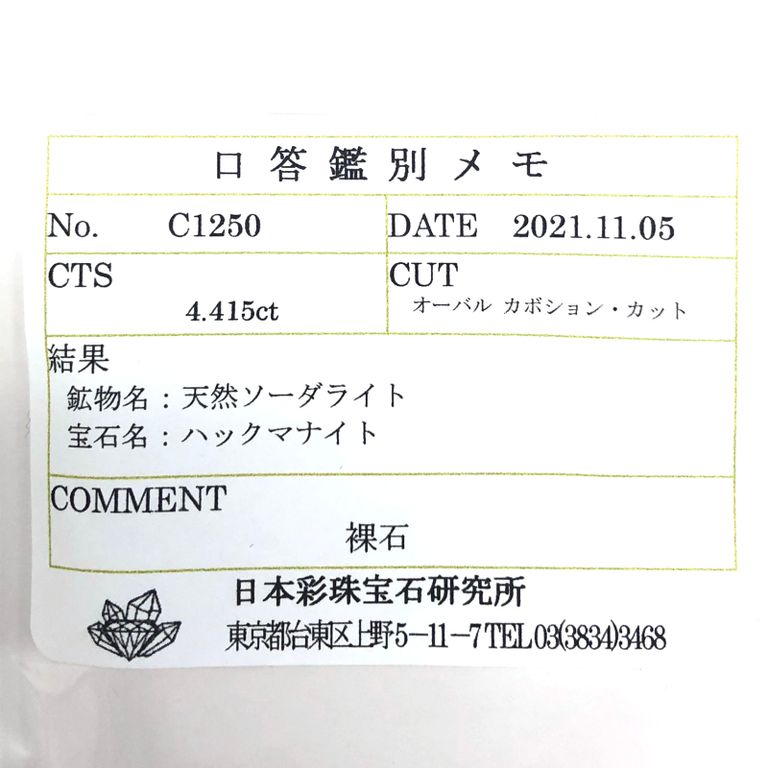 口答鑑別メモ
No. C1250 DATE 2021.11.05
CTS CUT
4.415ct オーバル カボション・カット
結果
鉱物名：天然ソーダライト
宝石名：ハックマナイト
COMMENT
裸石
日本彩珠宝石研究所
東京都台東区上野5－11－7 TEL 03(3834)3468